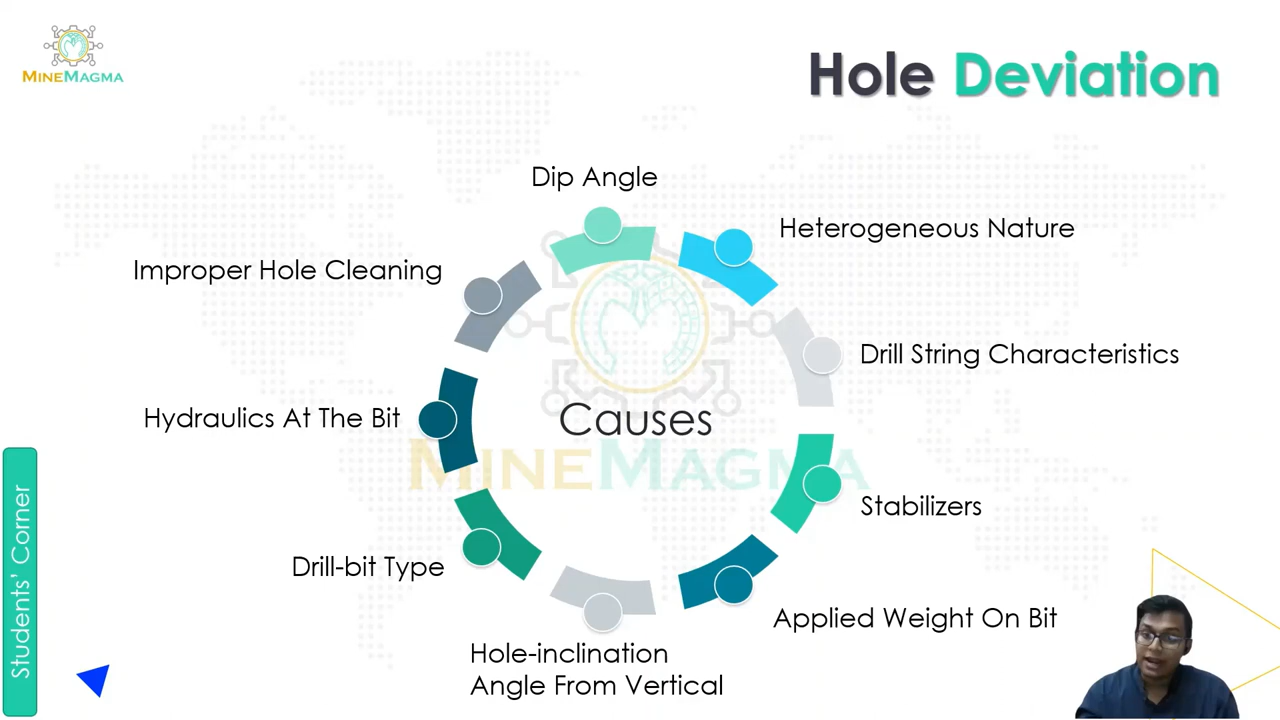 MINEMAGMA
Hole Deviation
Dip Angle
Heterogeneous Nature
Improper Hole Cleaning
Drill String Characteristics
Hydraulics At The Bit
Causes
MINEMAGMA
Stabilizers
Drill-bit Type
Applied Weight On Bit
Hole-inclination
Angle From Vertical
Students' Corner